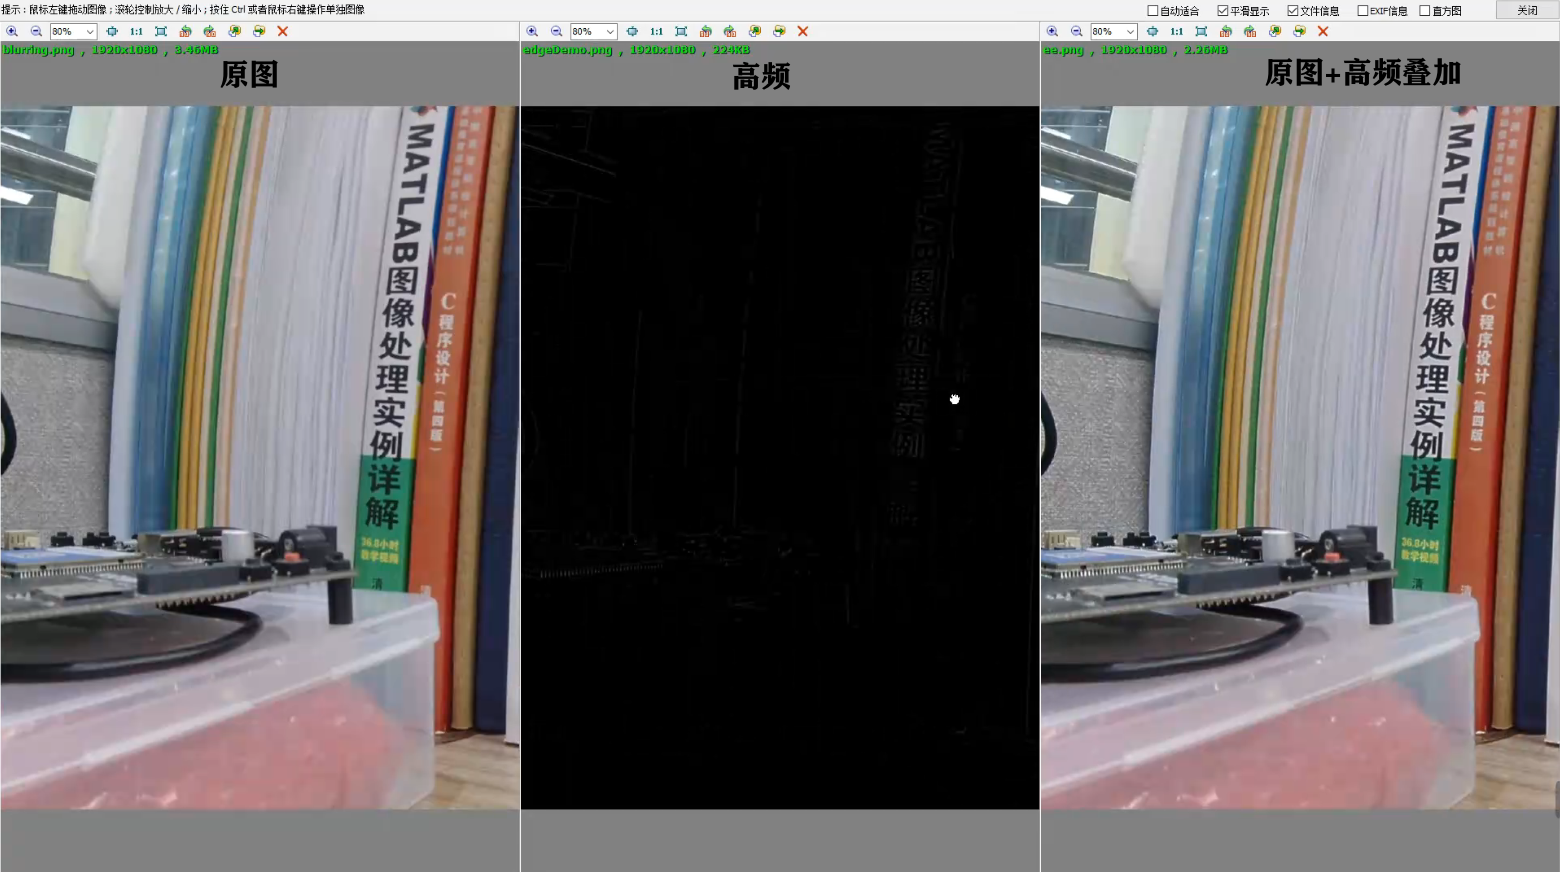 提示：鼠标左键拖动图像；滚轮控制放大 / 缩小；按住 Ctrl 或者鼠标右键操作单独图像
自动适合 平滑显示 文件信息 EXIF信息 直方图 关闭
80% 1:1 80% 1:1 80% 1:1
blurring.png , 1920x1080 , 3.46MB
edgeDemo.png , 1920x1080 , 224KB
ae.png , 1920x1080 , 2.26MB
原图
高频
原图+高频叠加
MATLAB图像处理实例详解
36.8小时
教学视频
清
C程序设计（第四版）
清
MATLAB图像处理实例
解
MATLAB图像处理实例详解
36.8小时
教学视频
清
C程序设计（第四版）
清